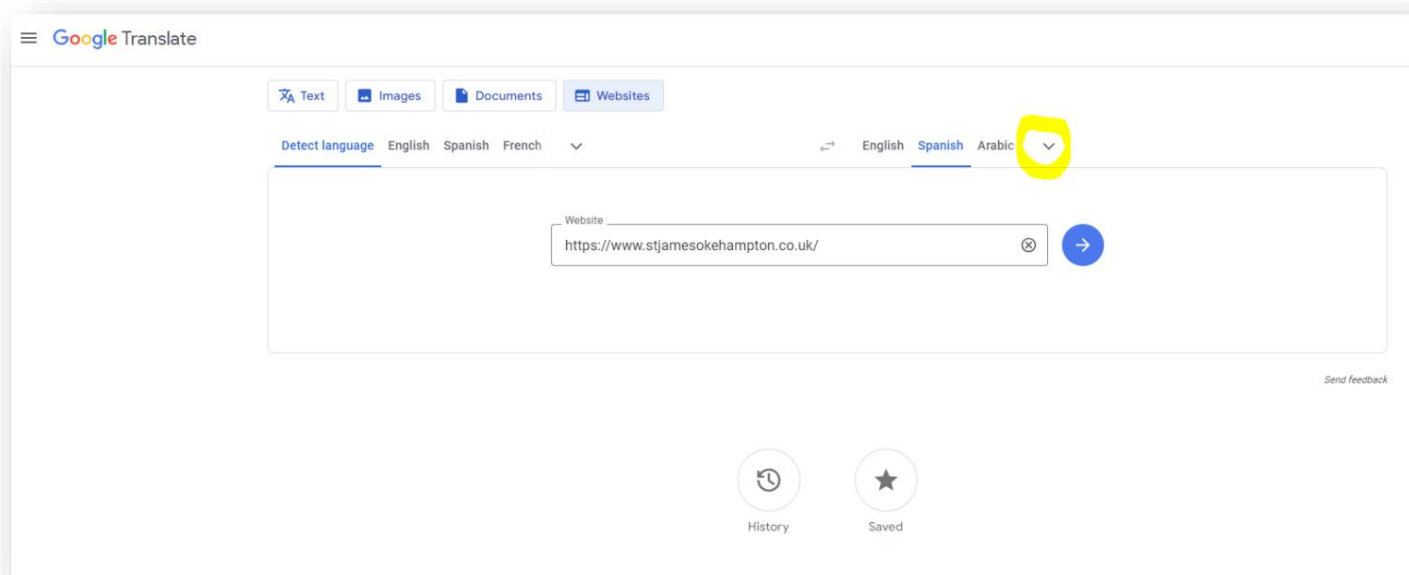 Google Translate
Text Images Documents Websites
Detect language English Spanish French English Spanish Arabic
Website
https://www.stjamesokehampton.co.uk/
Send feedback
History Saved